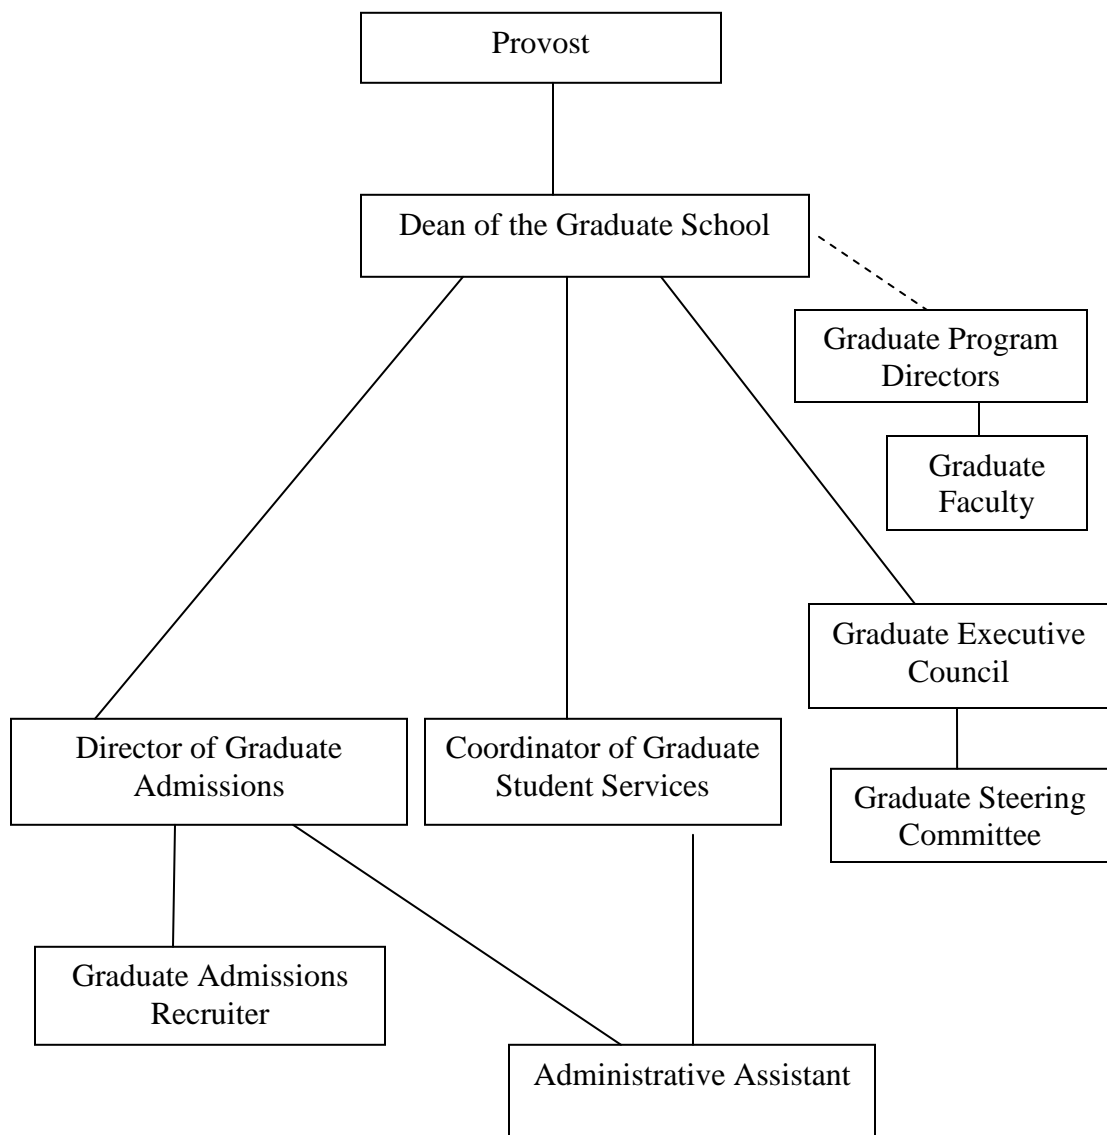 Provost
Dean of the Graduate School
Graduate Program
Directors
Graduate
Faculty
Graduate Executive
Council
Director of Graduate
Admissions
Coordinator of Graduate
Student Services
Graduate Steering
Committee
Graduate Admissions
Recruiter
Administrative Assistant